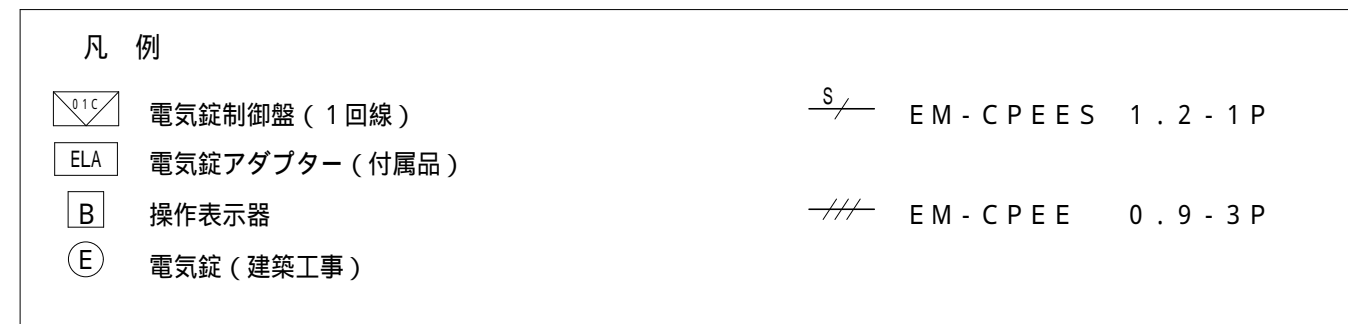 凡 例
01C 電気錠制御盤(1回線)
S EM-CPEES 1.2-1P
ELA 電気錠アダプター(付属品)
B 操作表示器
EM-CPEE 0.9-3P
E 電気錠(建築工事)